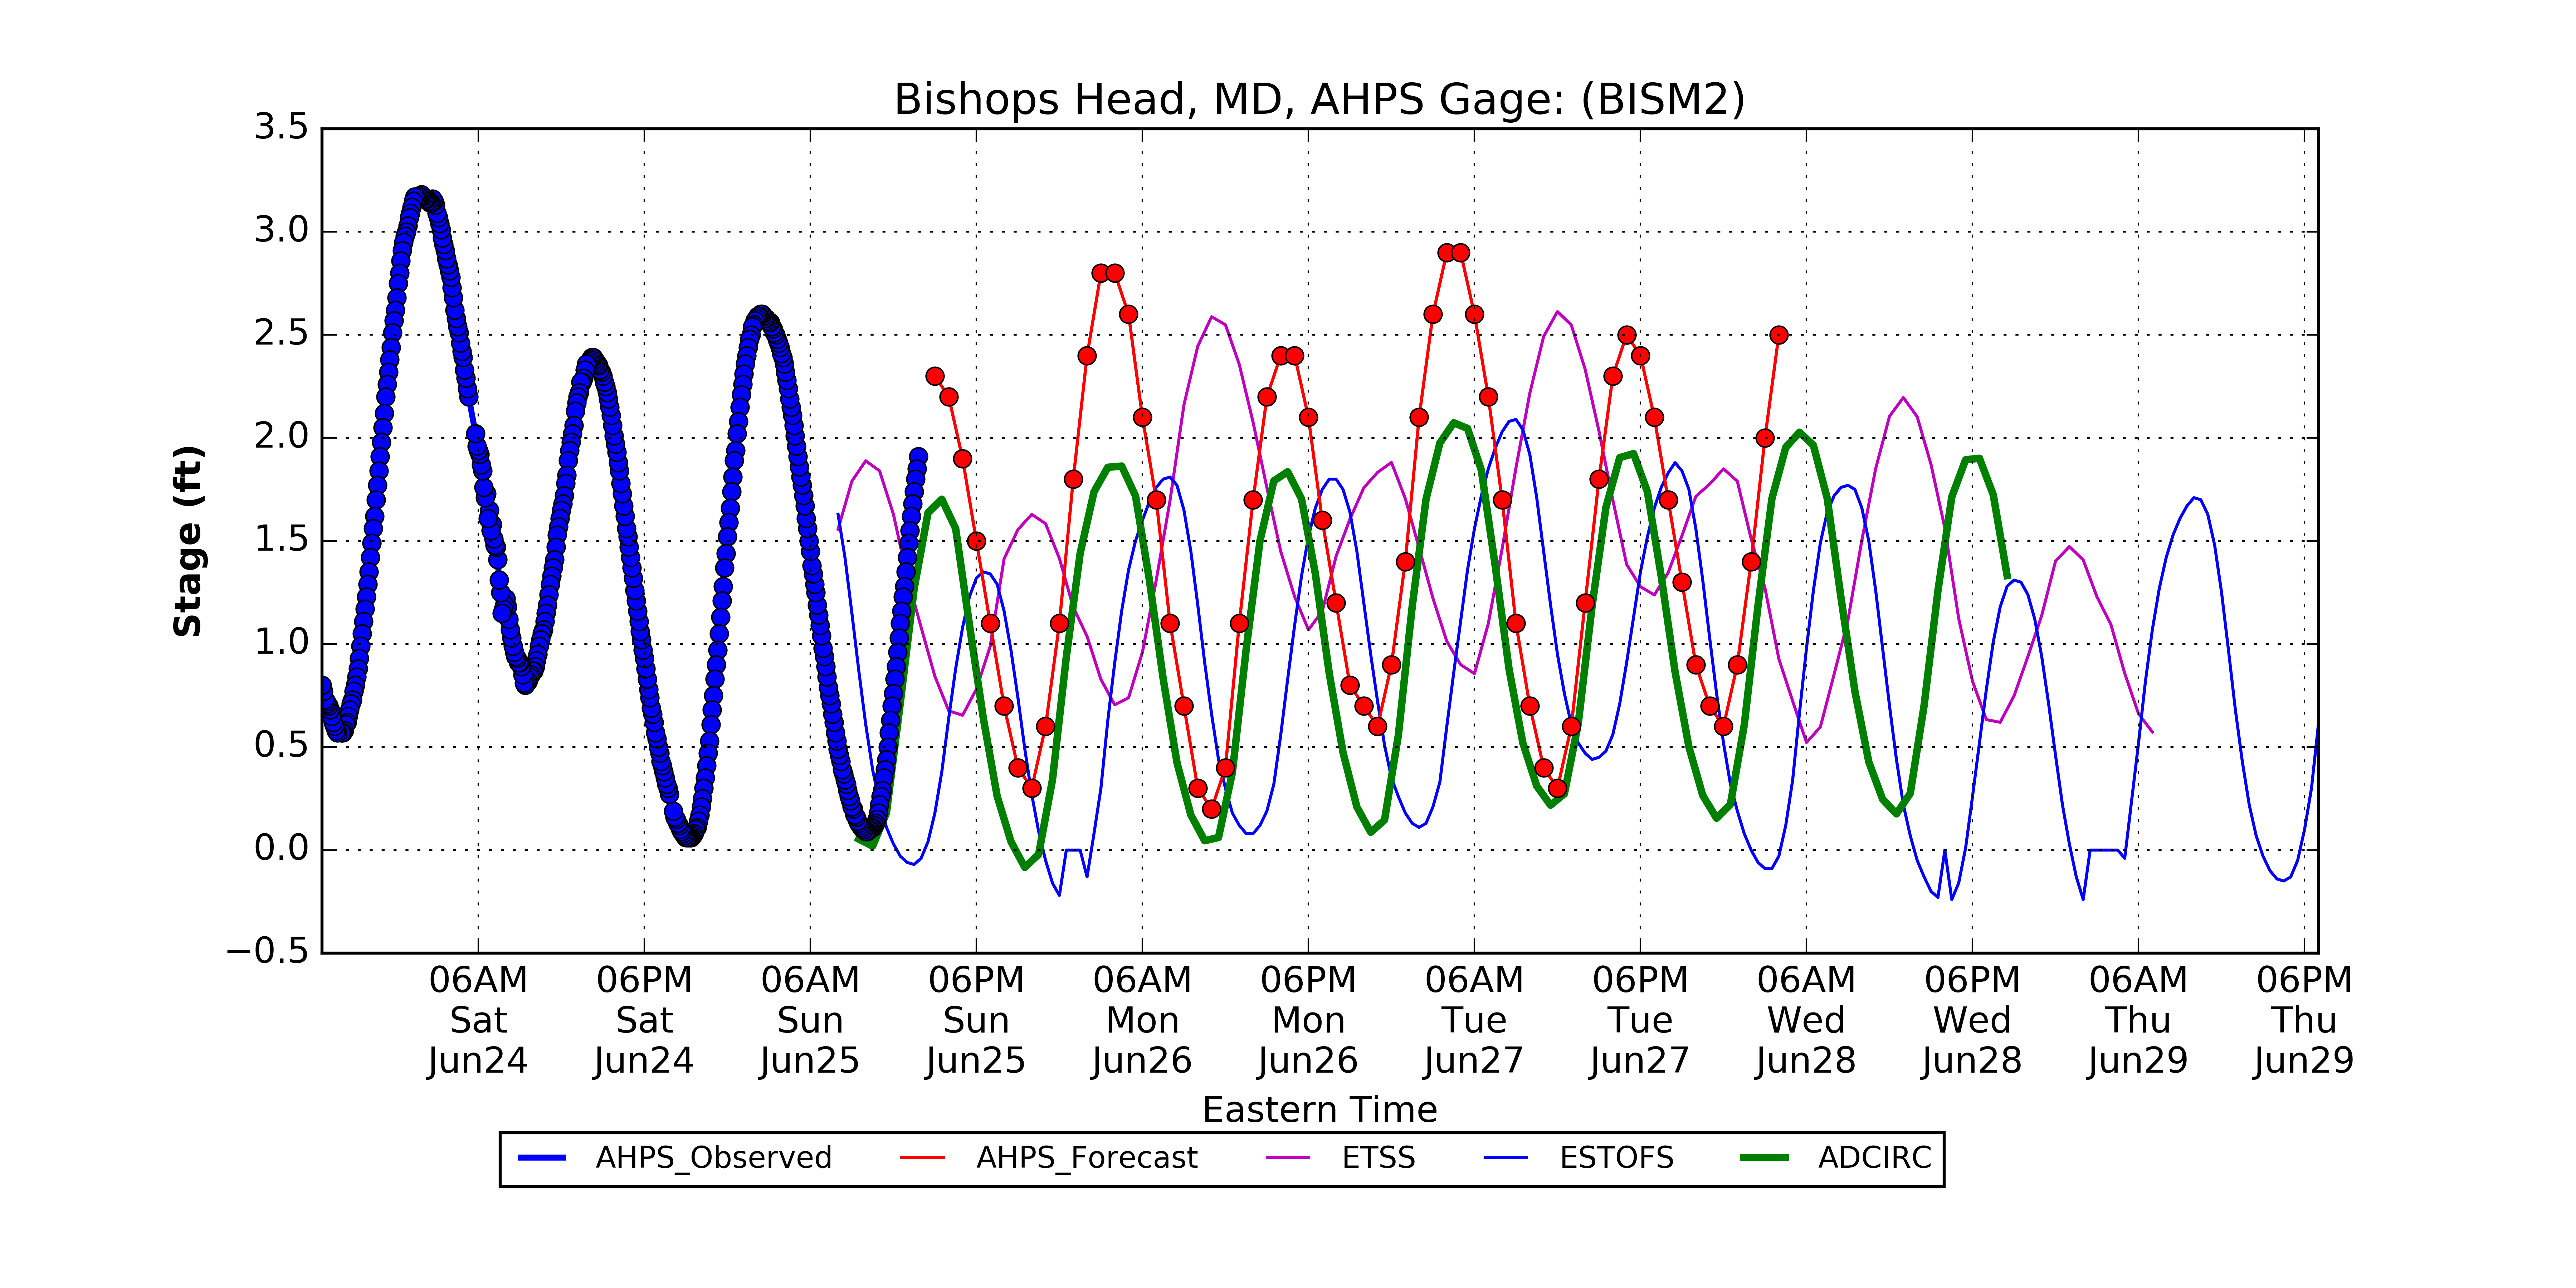 Bishops Head, MD, AHPS Gage: (BISM2)
Stage (ft)
3.5
3.0
2.5
2.0
1.5
1.0
0.5
0.0
−0.5
06AM 06PM 06AM 06PM 06AM 06PM 06AM 06PM 06AM 06PM 06AM 06PM
Sat Sat Sun Sun Mon Mon Tue Tue Wed Wed Thu Thu
Jun24 Jun24 Jun25 Jun25 Jun26 Jun26 Jun27 Jun27 Jun28 Jun28 Jun29 Jun29
Eastern Time
AHPS_Observed AHPS_Forecast ETSS ESTOFS ADCIRC